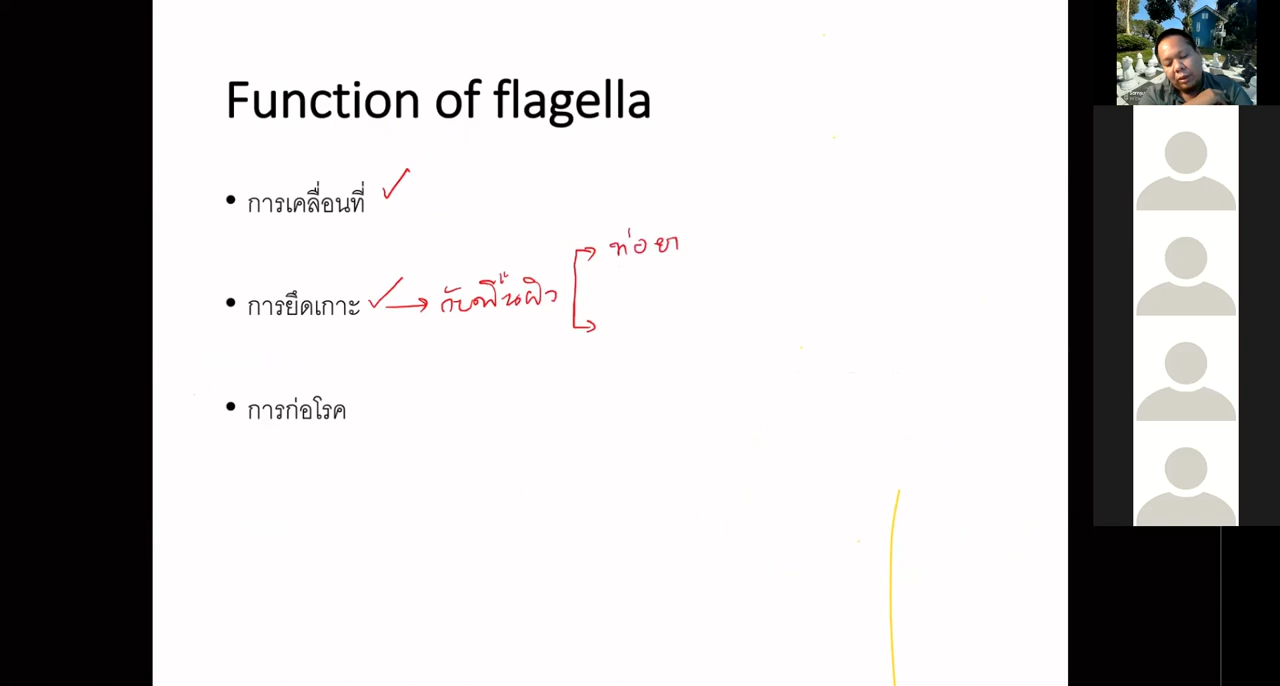 Function of flagella
• การเคลื่อนที่ ✓
ท่อยา
• การยึดเกาะ ✓→ กับพื้นผิว
• การก่อโรค